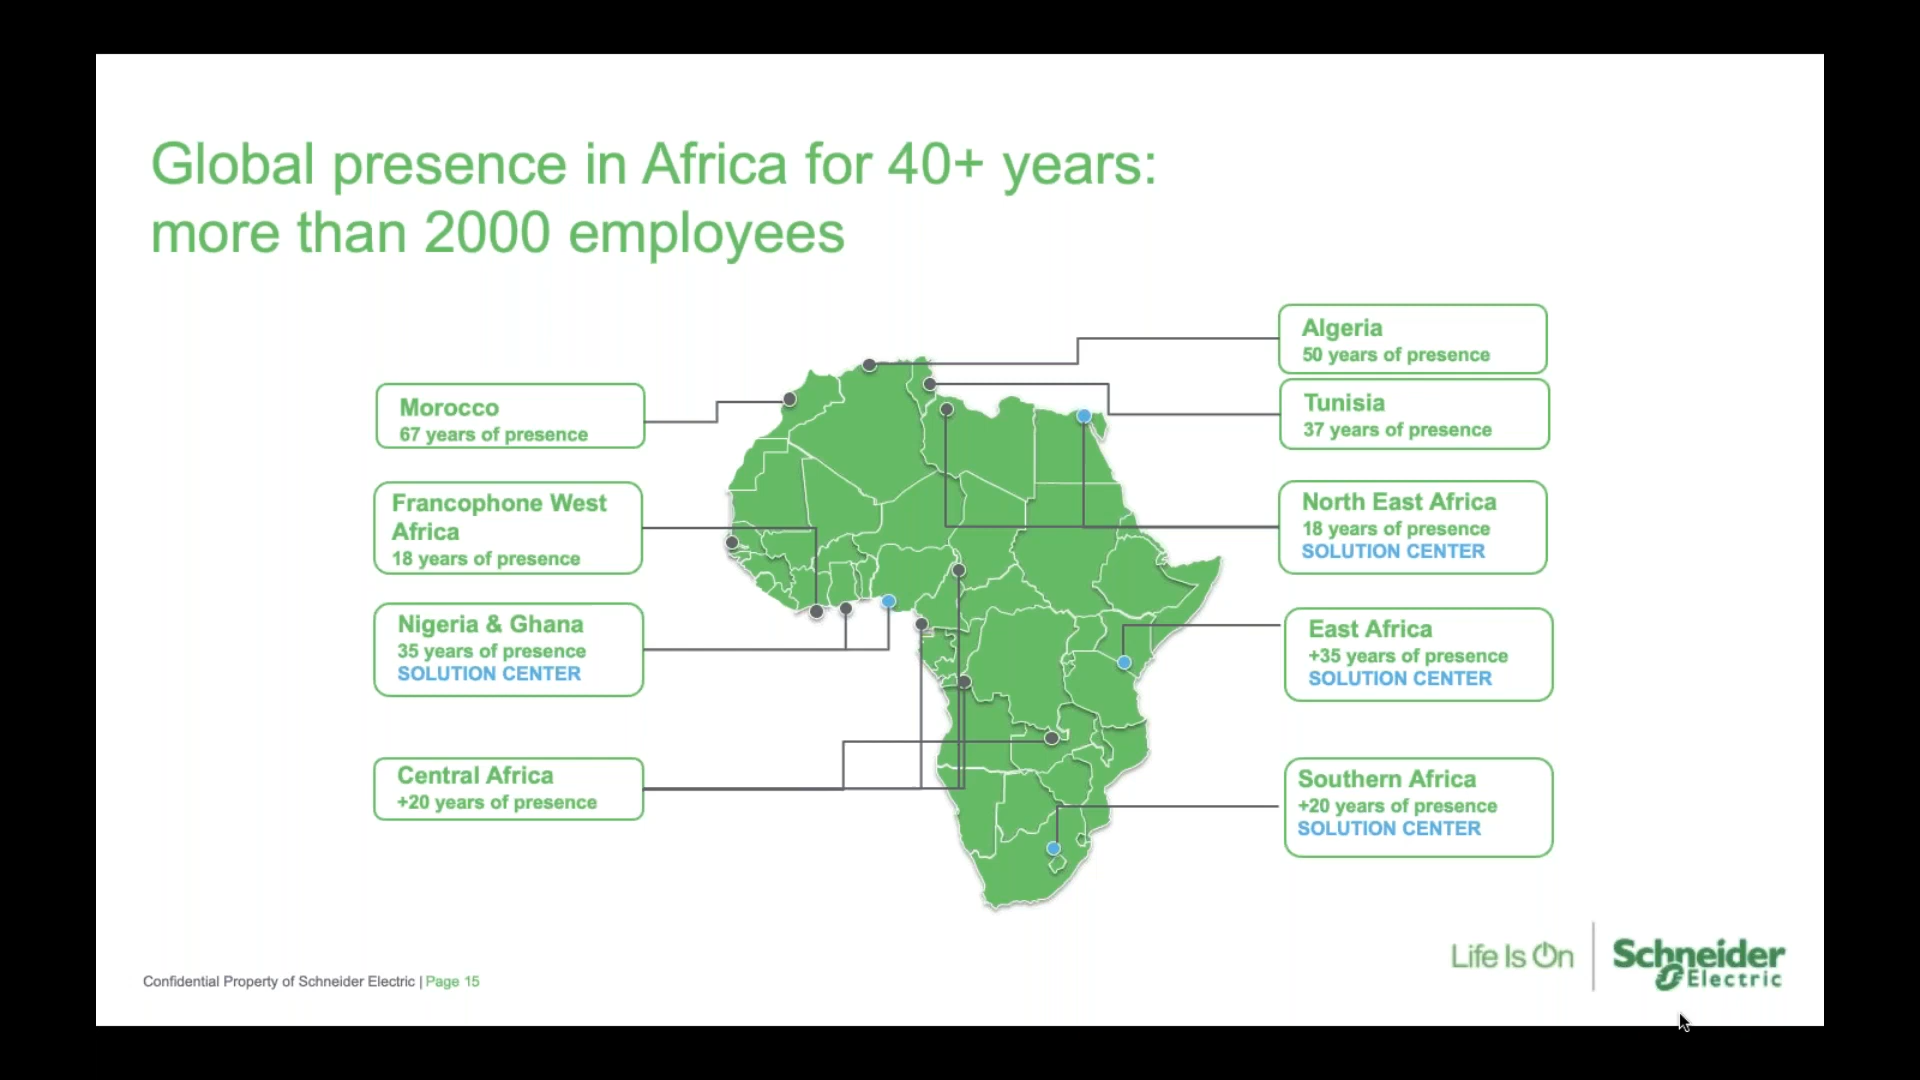 Global presence in Africa for 40+ years:
more than 2000 employees
Algeria
50 years of presence
Morocco
67 years of presence
Tunisia
37 years of presence
Francophone West
Africa
18 years of presence
North East Africa
18 years of presence
SOLUTION CENTER
Nigeria & Ghana
35 years of presence
SOLUTION CENTER
East Africa
+35 years of presence
SOLUTION CENTER
Central Africa
+20 years of presence
Southern Africa
+20 years of presence
SOLUTION CENTER
Confidential Property of Schneider Electric | Page 15
Life Is On
Schneider
Electric